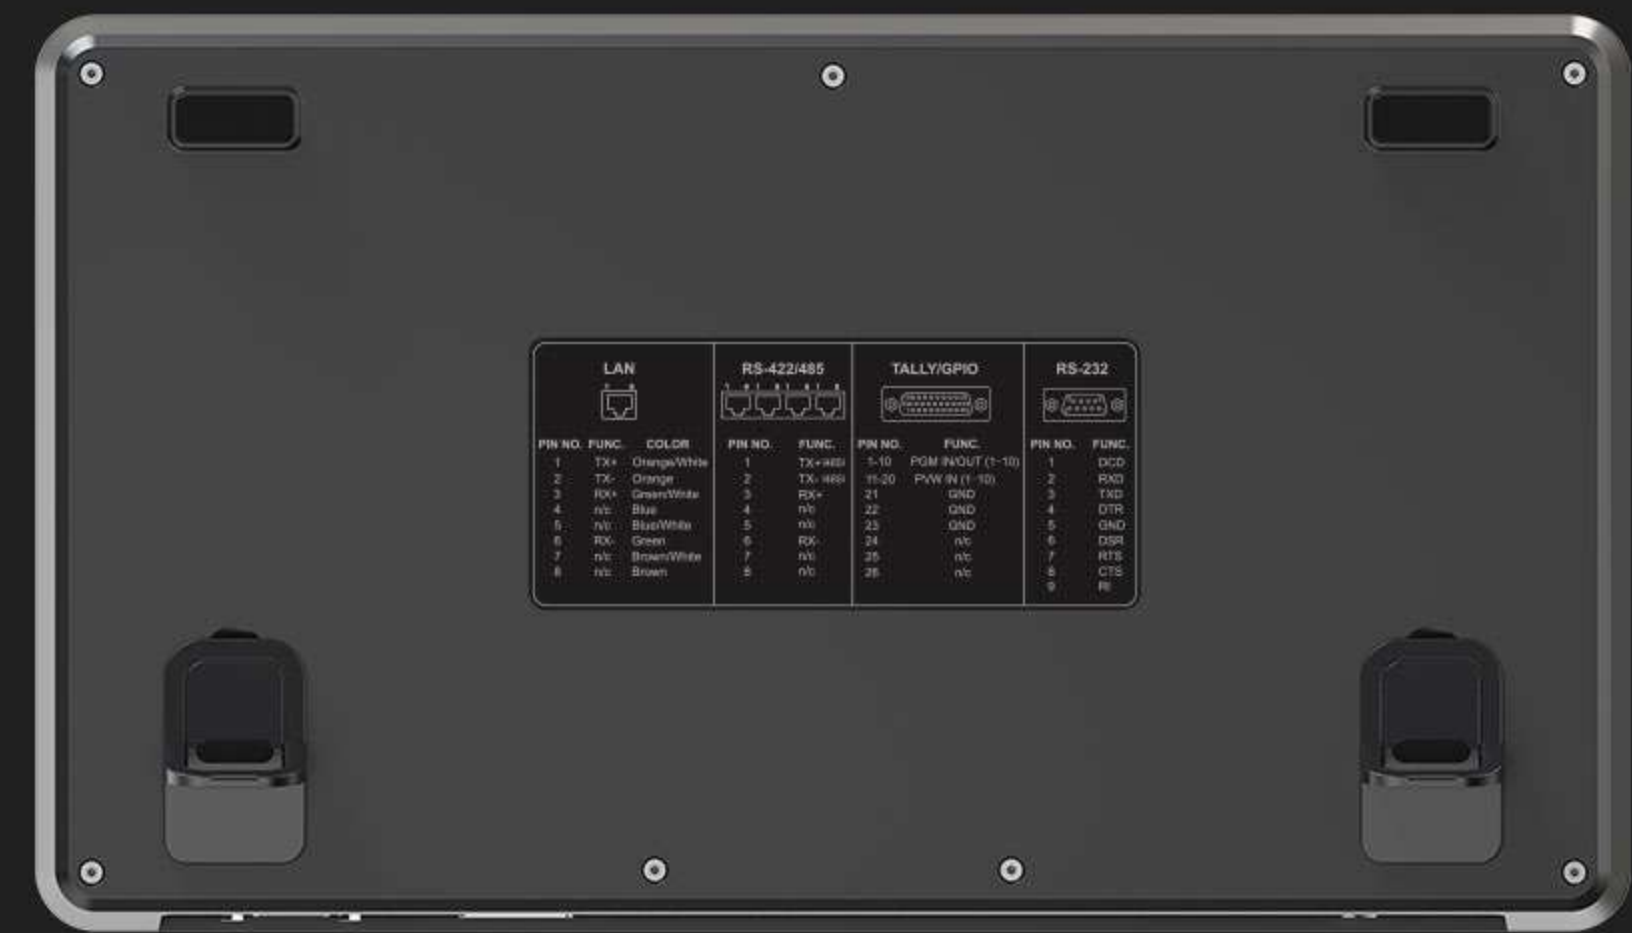 LAN
PIN NO. FUNC. COLOR
1 TX+ Orange/White
2 TX- Orange
3 RX+ Green/White
4 n/c Blue
5 n/c Blue/White
6 RX- Green
7 n/c Brown/White
8 n/c Brown
RS-422/485
PIN NO. FUNC.
1 TX+
2 TX-
3 RX+
4 n/c
5 n/c
6 RX-
7 n/c
8 n/c
TALLY/GPIO
PIN NO. FUNC.
1-10 PGM IN/OUT (1~10)
11-20 PVW IN (1~10)
21 GND
22 GND
23 GND
24 n/c
25 n/c
26 n/c
RS-232
PIN NO. FUNC.
1 DCD
2 RXD
3 TXD
4 DTR
5 GND
6 DSR
7 RTS
8 CTS
9 RI